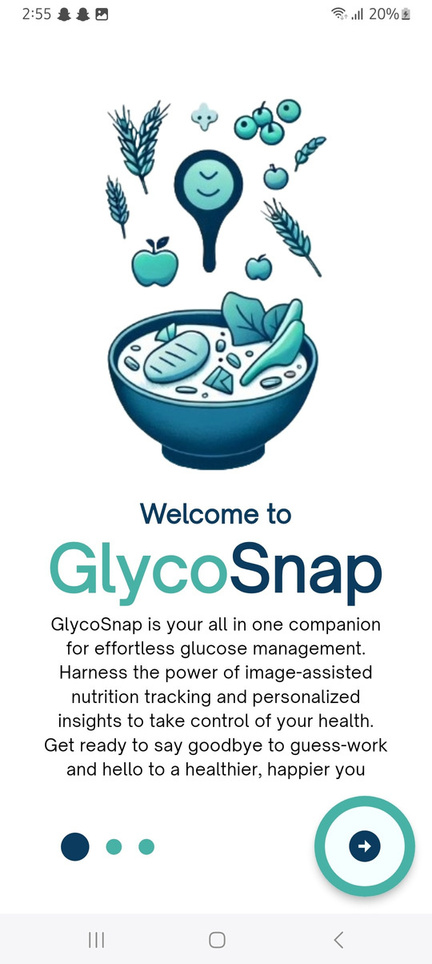 2:55
20%
Welcome to
GlycoSnap
GlycoSnap is your all in one companion
for effortless glucose management.
Harness the power of image-assisted
nutrition tracking and personalized
insights to take control of your health.
Get ready to say goodbye to guess-work
and hello to a healthier, happier you